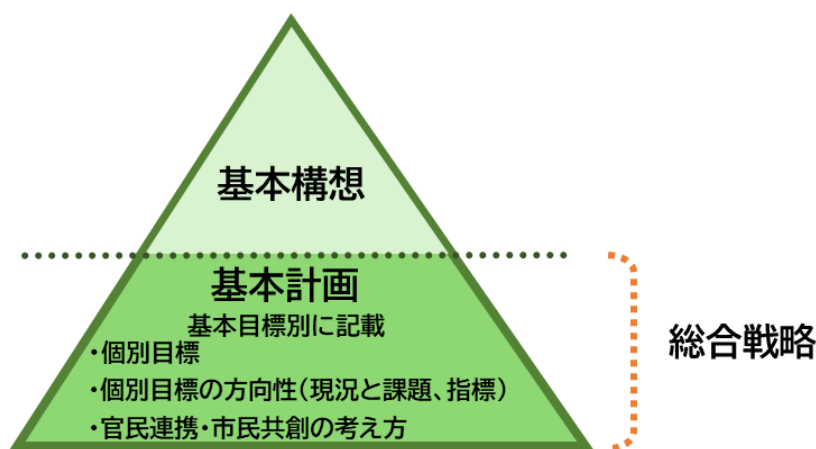 基本構想
基本計画
基本目標別に記載
・個別目標
・個別目標の方向性（現況と課題、指標）
・官民連携・市民共創の考え方
総合戦略